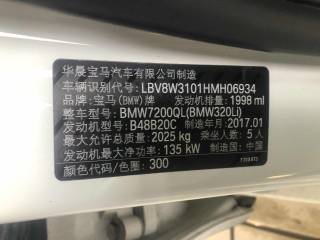 华晨宝马汽车有限公司制造
车辆识别代号:LBV8W3101HMH06934
品牌:宝马(BMW)牌 发动机排量:1998 ml
整车型号:BMW7200QL(BMW320Li)
发动机型号:B48B20C 制造年月:2017.01
最大允许总质量:2025 kg 乘坐人数:5 人
发动机最大净功率:135 kW 制造国:中国
颜色代码/色圈:300